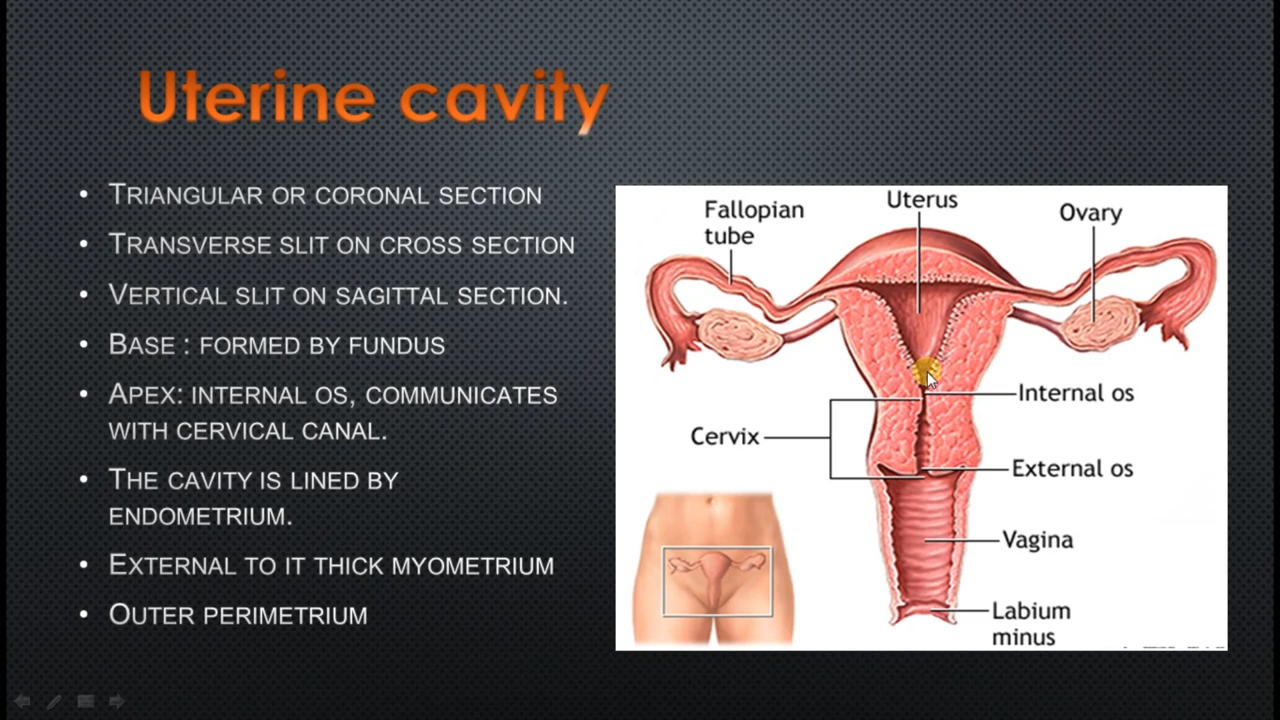 Uterine cavity
• TRIANGULAR OR CORONAL SECTION
• TRANSVERSE SLIT ON CROSS SECTION
• VERTICAL SLIT ON SAGITTAL SECTION.
• BASE : FORMED BY FUNDUS
• APEX: INTERNAL OS, COMMUNICATES
WITH CERVICAL CANAL.
• THE CAVITY IS LINED BY
ENDOMETRIUM.
• EXTERNAL TO IT THICK MYOMETRIUM
• OUTER PERIMETRIUM
Fallopian
tube
Uterus
Ovary
Internal os
Cervix
External os
Vagina
Labium
minus